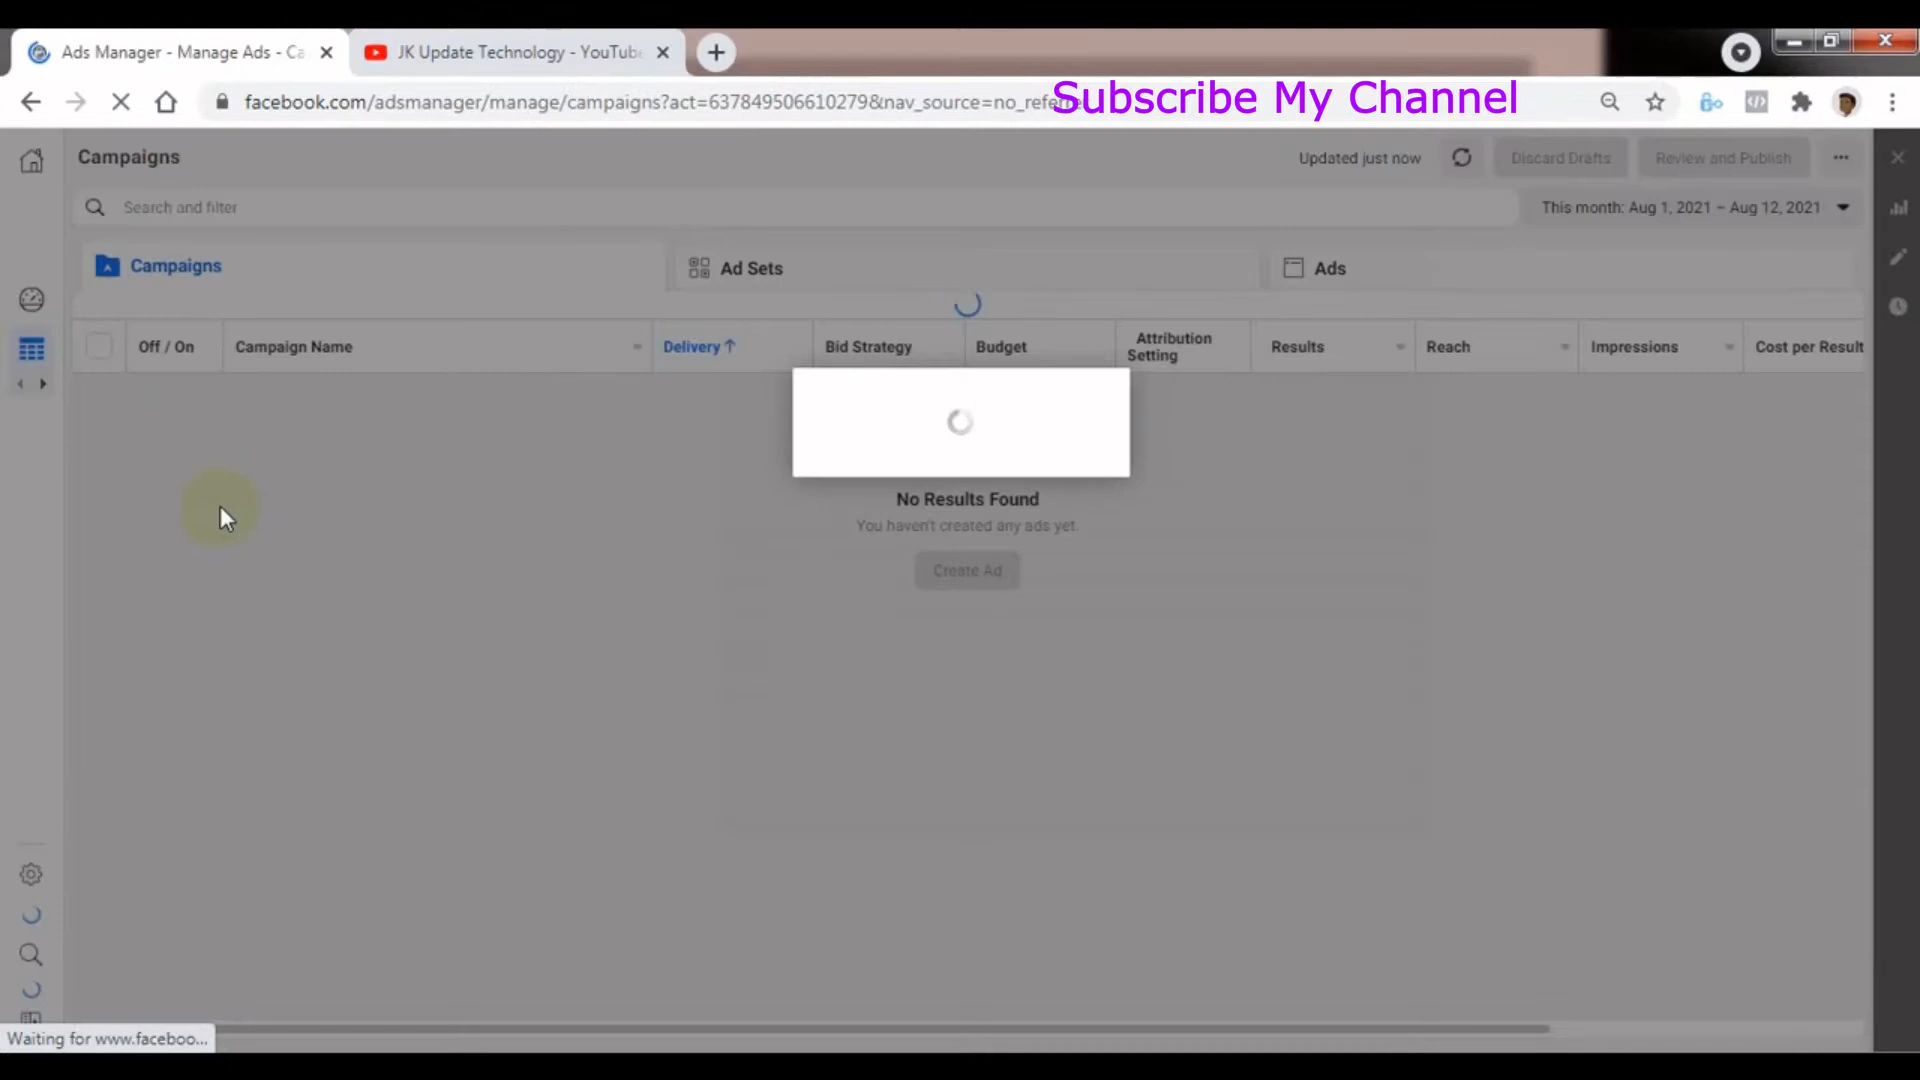 Ads Manager - Manage Ads - Ca
JK Update Technology - YouTub
facebook.com/adsmanager/manage/campaigns?act=637849506610279&nav_source=no_refe
Subscribe My Channel
Campaigns
Updated just now
Discard Drafts
Review and Publish
Search and filter
This month: Aug 1, 2021 – Aug 12, 2021
Campaigns
Ad Sets
Ads
Off / On
Campaign Name
Delivery ↑
Bid Strategy
Budget
Attribution
Setting
Results
Reach
Impressions
Cost per Result
No Results Found
You haven't created any ads yet.
Create Ad
Waiting for www.faceboo...